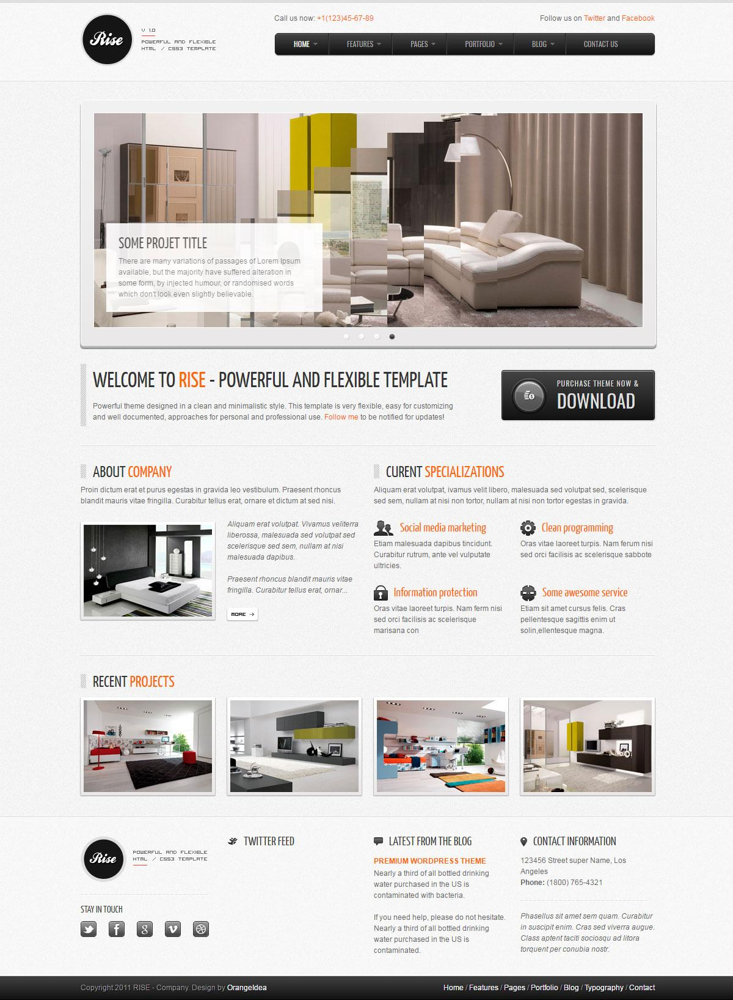 Call us now: +1(123)45-67-89
Follow us on Twitter and Facebook
Rise
V 1.0
POWERFUL AND FLEXIBLE
HTML / CSS3 TEMPLATE
HOME FEATURES PAGES PORTFOLIO BLOG CONTACT US
SOME PROJET TITLE
There are many variations of passages of Lorem Ipsum
available, but the majority have suffered alteration in
some form, by injected humour, or randomised words
which don't look even slightly believable.
WELCOME TO RISE - POWERFUL AND FLEXIBLE TEMPLATE
Powerful theme designed in a clean and minimalistic style. This template is very flexible, easy for customizing
and well documented, approaches for personal and professional use. Follow me to be notified for updates!
PURCHASE THEME NOW &
DOWNLOAD
ABOUT COMPANY
Proin dictum erat et purus egestas in gravida leo vestibulum. Praesent rhoncus
blandit mauris vitae fringilla. Curabitur tellus erat, ornare et dictum at sed nisi.
Aliquam erat volutpat. Vivamus veliterra
liberossa, malesuada sed volutpat sed
scelerisque sed sem, nullam at nisi
malesuada dapibus.
Praesent rhoncus blandit mauris vitae
fringilla. Curabitur tellus erat, ornar...
MORE
CURENT SPECIALIZATIONS
Aliquam erat volutpat, ivamus velit libero, malesuada sed volutpat sed, scelerisque
sed sem, nullam at nisi non tortor, nullam at nisi non tortor egestas in gravida.
Social media marketing
Etiam malesuada dapibus tincidunt.
Curabitur rutrum, ante vel vulputate
ultricies.
Clean programming
Oras vitae laoreet turpis. Nam ferum nisi
sed orci facilisis ac scelerisque sabbote
Information protection
Oras vitae laoreet turpis. Nam ferm nisi
sed orci facilisis ac scelerisque
marisana con
Some awesome service
Etiam sit amet cursus felis. Cras
pellentesque sagittis enim ut
solin,ellentesque magna.
RECENT PROJECTS
Rise
POWERFUL AND FLEXIBLE
HTML / CSS3 TEMPLATE
STAY IN TOUCH
TWITTER FEED
LATEST FROM THE BLOG
PREMIUM WORDPRESS THEME
Nearly a third of all bottled drinking
water purchased in the US is
contaminated with bacteria.
If you need help, please do not hesitate.
Nearly a third of all bottled drinking
water purchased in the US is
contaminated.
CONTACT INFORMATION
123456 Street super Name, Los
Angeles
Phone: (1800) 765-4321
Phasellus sit amet sem quam. Curabitur
in suscipit enim. Cras sed viverra augue.
Class aptent taciti sociosqu ad litora
torquent per conubia nostr.
Copyright 2011 RISE - Company. Design by OrangeIdea
Home / Features / Pages / Portfolio / Blog / Typography / Contact